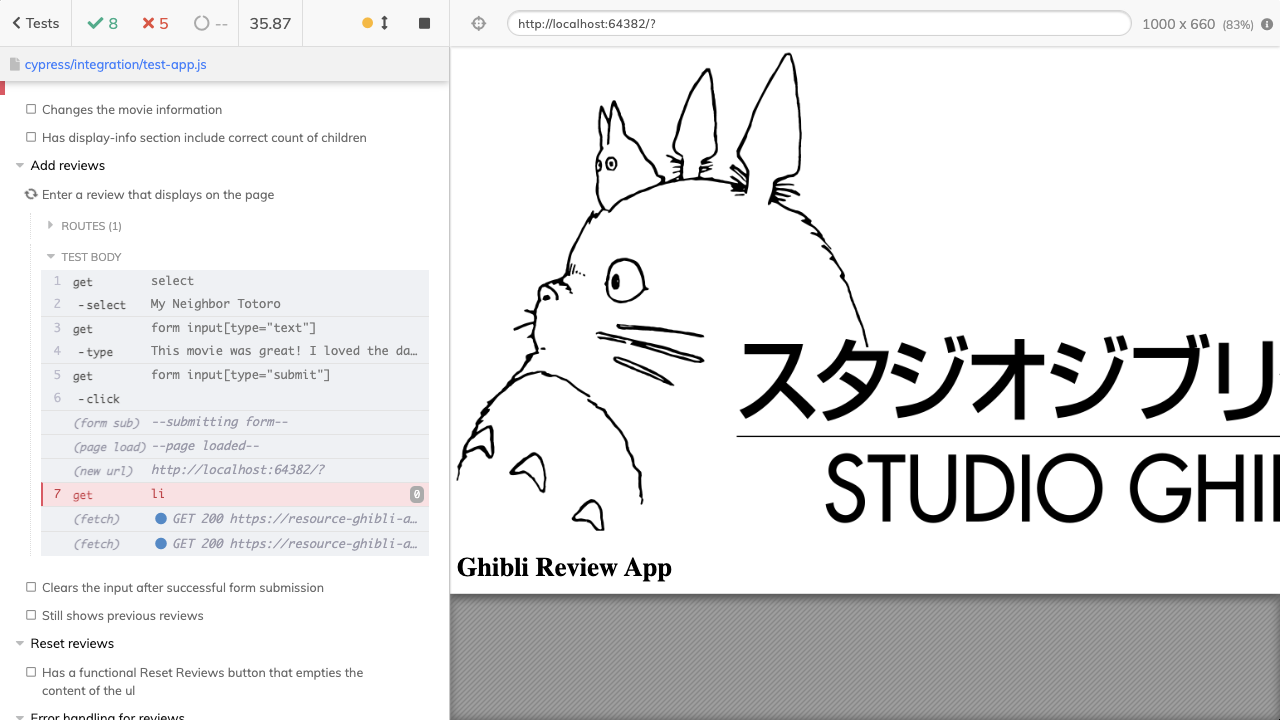 Tests
8
5
--
35.87
http://localhost:64382/?
1000 x 660 (83%)
cypress/integration/test-app.js
Changes the movie information
Has display-info section include correct count of children
Add reviews
Enter a review that displays on the page
ROUTES (1)
TEST BODY
1 get select
2 -select My Neighbor Totoro
3 get form input[type="text"]
4 -type This movie was great! I loved the da…
5 get form input[type="submit"]
6 -click
(form sub) --submitting form--
(page load) --page loaded--
(new url) http://localhost:64382/?
7 get li 0
(fetch) GET 200 https://resource-ghibli-a…
(fetch) GET 200 https://resource-ghibli-a…
Clears the input after successful form submission
Still shows previous reviews
Reset reviews
Has a functional Reset Reviews button that empties the
content of the ul
Error handling for reviews
スタジオジブリ
STUDIO GHI
Ghibli Review App